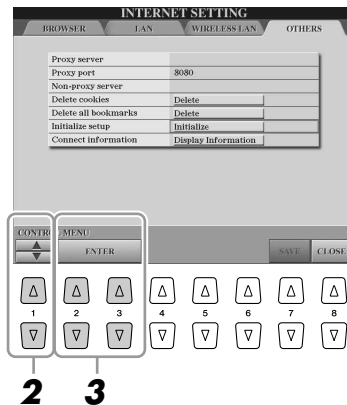 INTERNET SETTING
BROWSER LAN WIRELESS LAN OTHERS
Proxy server
Proxy port 8080
Non-proxy server
Delete cookies Delete
Delete all bookmarks Delete
Initialize setup Initialize
Connect information Display Information
CONTROL MENU
ENTER SAVE CLOSE
1 2 3 4 5 6 7 8
2 3